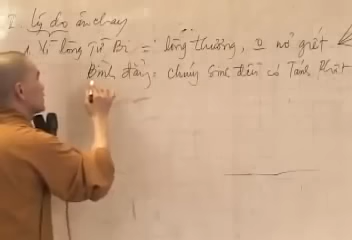 I Lý do ăn chay
1 Vì lòng Từ Bi = lòng thương, 0 nỡ giết
Bình đẳng: chúng sinh đều có Tánh Phật